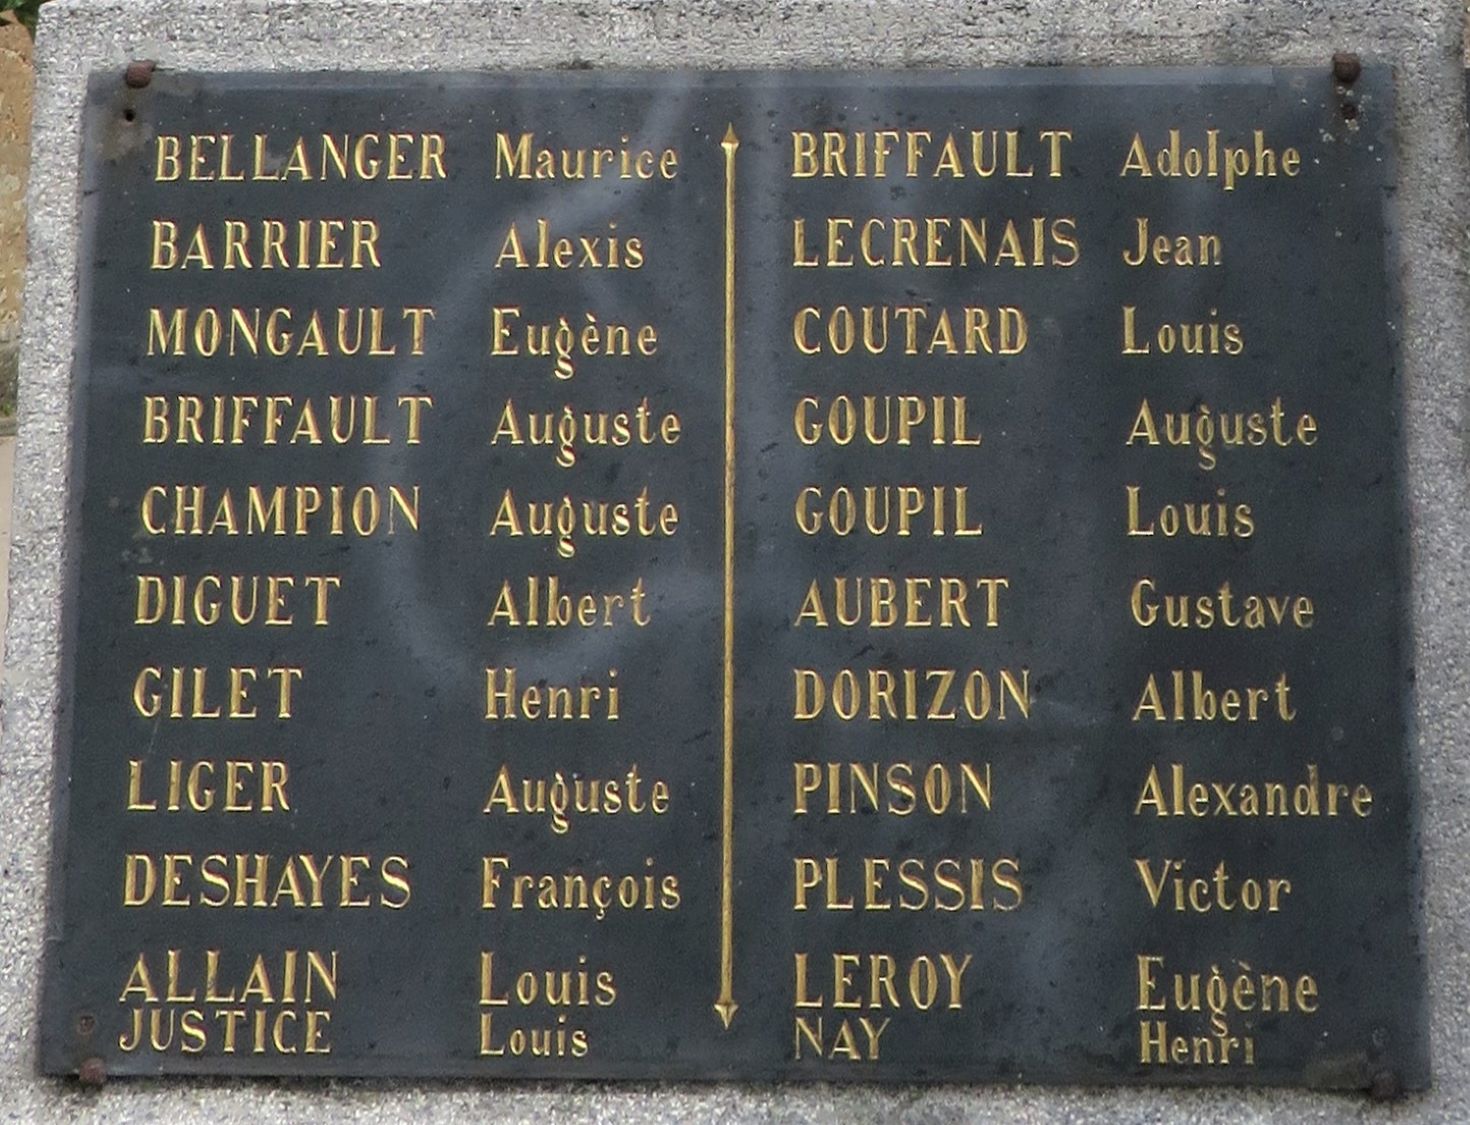 BELLANGER Maurice
BARRIER Alexis
MONGAULT Eugène
BRIFFAULT Auguste
CHAMPION Auguste
DIGUET Albert
GILET Henri
LIGER Auguste
DESHAYES François
ALLAIN Louis
JUSTICE Louis
BRIFFAULT Adolphe
LECRENAIS Jean
COUTARD Louis
GOUPIL Auguste
GOUPIL Louis
AUBERT Gustave
DORIZON Albert
PINSON Alexandre
PLESSIS Victor
LEROY Eugène
NAY Henri